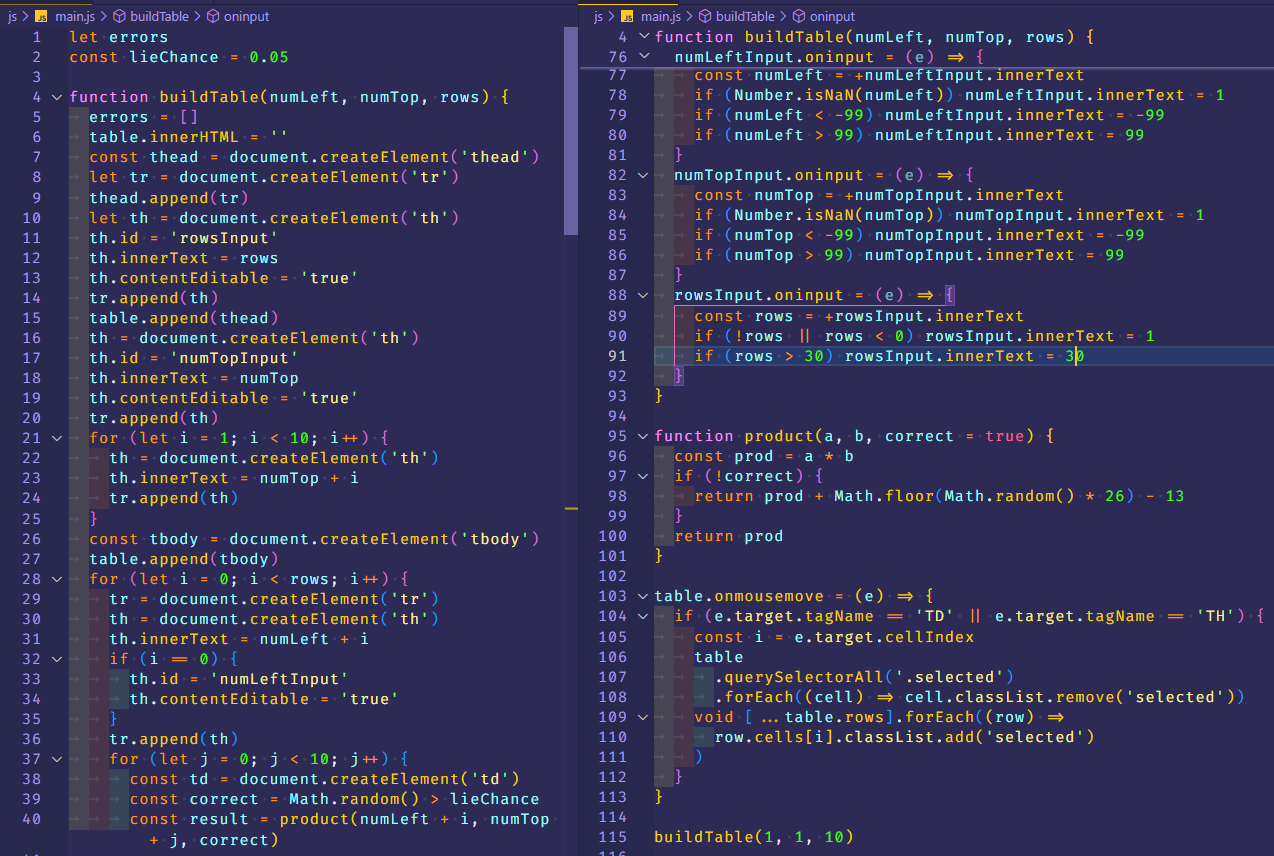 js > JS main.js > buildTable > oninput
1 let errors
2 const lieChance = 0.05
3
4 function buildTable(numLeft, numTop, rows) {
5 errors = []
6 table.innerHTML = ''
7 const thead = document.createElement('thead')
8 let tr = document.createElement('tr')
9 thead.append(tr)
10 let th = document.createElement('th')
11 th.id = 'rowsInput'
12 th.innerText = rows
13 th.contentEditable = 'true'
14 tr.append(th)
15 table.append(thead)
16 th = document.createElement('th')
17 th.id = 'numTopInput'
18 th.innerText = numTop
19 th.contentEditable = 'true'
20 tr.append(th)
21 for (let i = 1; i < 10; i++) {
22 th = document.createElement('th')
23 th.innerText = numTop + i
24 tr.append(th)
25 }
26 const tbody = document.createElement('tbody')
27 table.append(tbody)
28 for (let i = 0; i < rows; i++) {
29 tr = document.createElement('tr')
30 th = document.createElement('th')
31 th.innerText = numLeft + i
32 if (i == 0) {
33 th.id = 'numLeftInput'
34 th.contentEditable = 'true'
35 }
36 tr.append(th)
37 for (let j = 0; j < 10; j++) {
38 const td = document.createElement('td')
39 const correct = Math.random() > lieChance
40 const result = product(numLeft + i, numTop
+ j, correct)
js > JS main.js > buildTable > oninput
4 function buildTable(numLeft, numTop, rows) {
76 numLeftInput.oninput = (e) => {
77 const numLeft = +numLeftInput.innerText
78 if (Number.isNaN(numLeft)) numLeftInput.innerText = 1
79 if (numLeft < -99) numLeftInput.innerText = -99
80 if (numLeft > 99) numLeftInput.innerText = 99
81 }
82 numTopInput.oninput = (e) => {
83 const numTop = +numTopInput.innerText
84 if (Number.isNaN(numTop)) numTopInput.innerText = 1
85 if (numTop < -99) numTopInput.innerText = -99
86 if (numTop > 99) numTopInput.innerText = 99
87 }
88 rowsInput.oninput = (e) => {
89 const rows = +rowsInput.innerText
90 if (!rows || rows < 0) rowsInput.innerText = 1
91 if (rows > 30) rowsInput.innerText = 30
92 }
93 }
94
95 function product(a, b, correct = true) {
96 const prod = a * b
97 if (!correct) {
98 return prod + Math.floor(Math.random() * 26) - 13
99 }
100 return prod
101 }
102
103 table.onmousemove = (e) => {
104 if (e.target.tagName == 'TD' || e.target.tagName == 'TH') {
105 const i = e.target.cellIndex
106 table
107 .querySelectorAll('.selected')
108 .forEach((cell) => cell.classList.remove('selected'))
109 void [...table.rows].forEach((row) =>
110 row.cells[i].classList.add('selected')
111 )
112 }
113 }
114
115 buildTable(1, 1, 10)